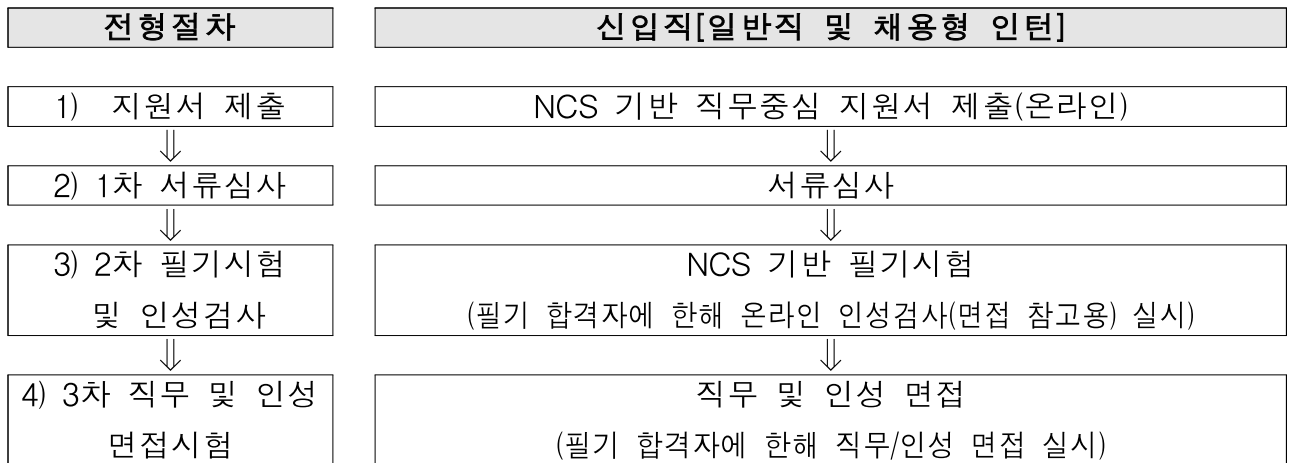 전형절차 신입직[일반직 및 채용형 인턴]
1) 지원서 제출 NCS 기반 직무중심 지원서 제출(온라인)
⇓ ⇓
2) 1차 서류심사 서류심사
⇓ ⇓
3) 2차 필기시험 NCS 기반 필기시험
및 인성검사 (필기 합격자에 한해 온라인 인성검사(면접 참고용) 실시)
⇓ ⇓
4) 3차 직무 및 인성 직무 및 인성 면접
면접시험 (필기 합격자에 한해 직무/인성 면접 실시)